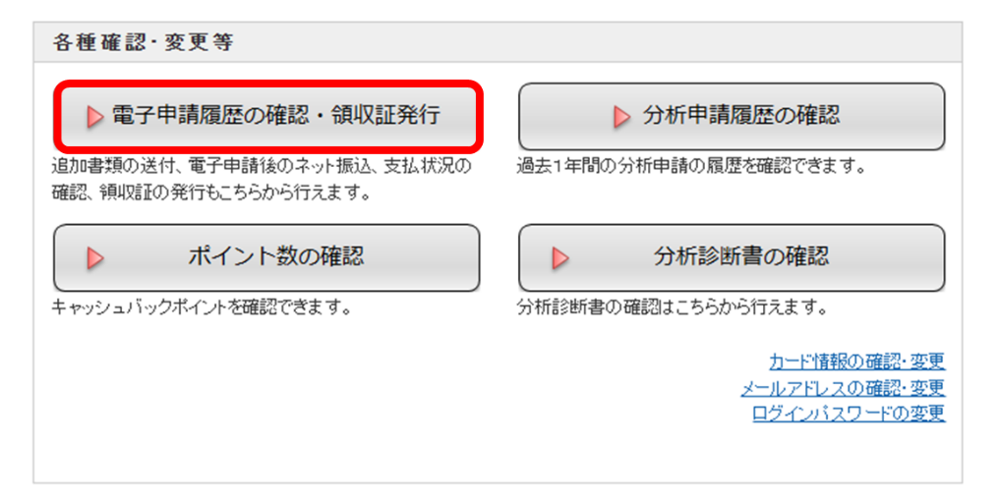 各種確認・変更等
電子申請履歴の確認・領収証発行
追加書類の送付、電子申請後のネット振込、支払状況の
確認、領収証の発行もこちらから行えます。
分析申請履歴の確認
過去1年間の分析申請の履歴を確認できます。
ポイント数の確認
キャッシュバックポイントを確認できます。
分析診断書の確認
分析診断書の確認はこちらから行えます。
カード情報の確認・変更
メールアドレスの確認・変更
ログインパスワードの変更